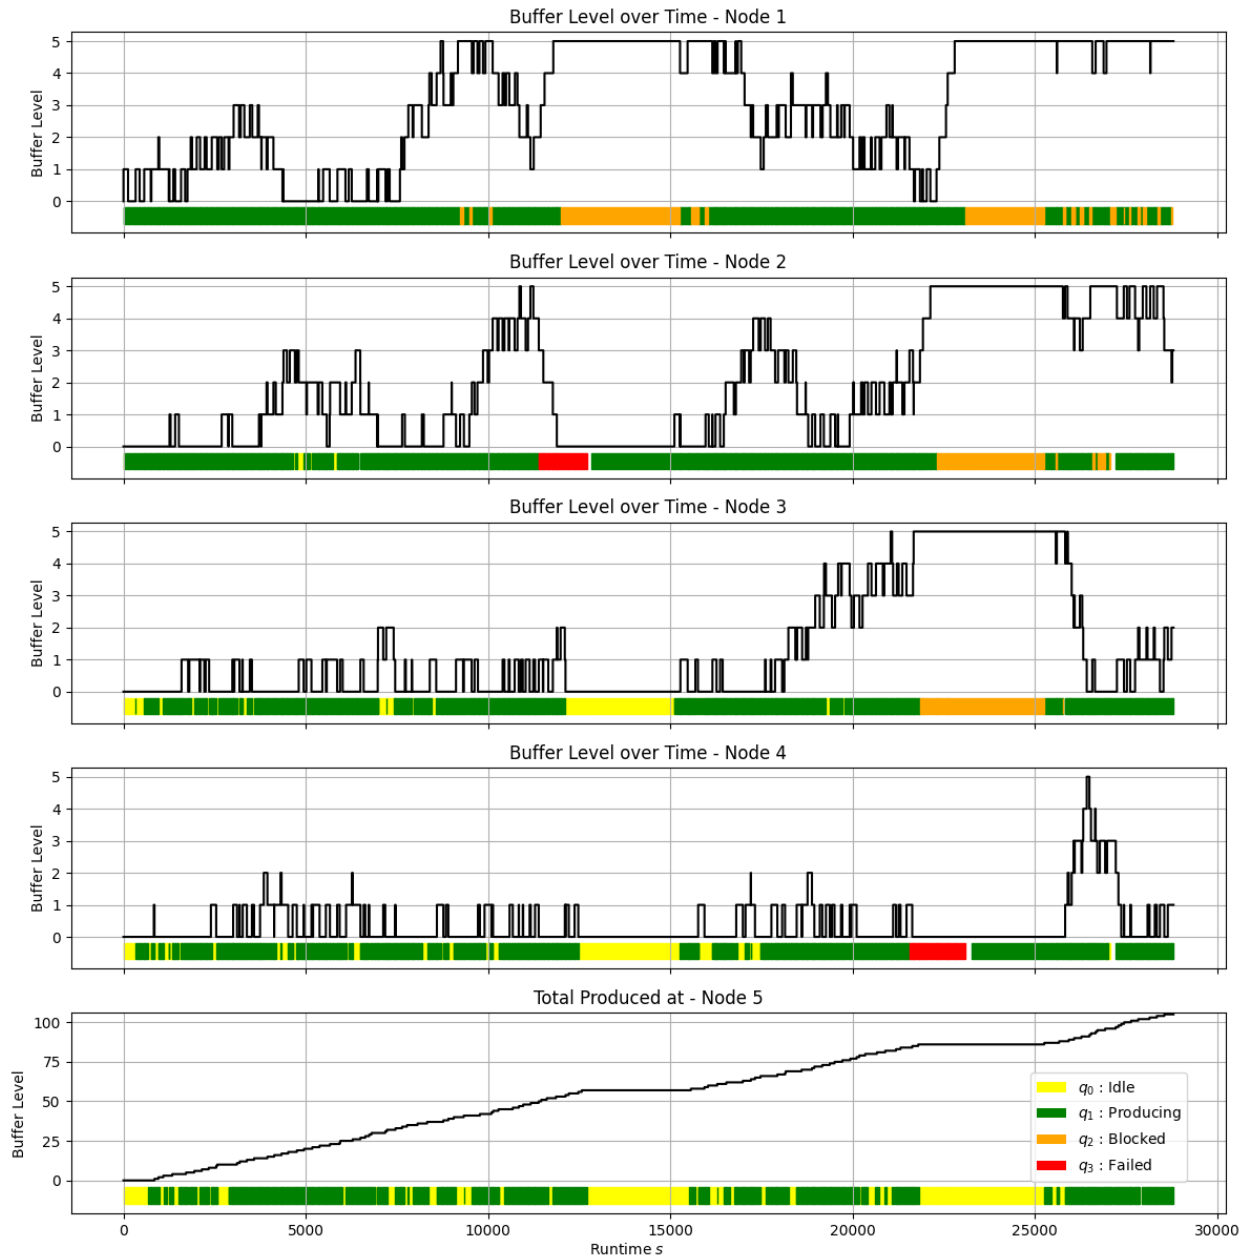 Buffer Level over Time - Node 1
Buffer Level
5
4
3
2
1
0
Buffer Level over Time - Node 2
Buffer Level
5
4
3
2
1
0
Buffer Level over Time - Node 3
Buffer Level
5
4
3
2
1
0
Buffer Level over Time - Node 4
Buffer Level
5
4
3
2
1
0
Total Produced at - Node 5
Buffer Level
100
75
50
25
0
q₀ : Idle
q₁ : Producing
q₂ : Blocked
q₃ : Failed
0 5000 10000 15000 20000 25000 30000
Runtime s